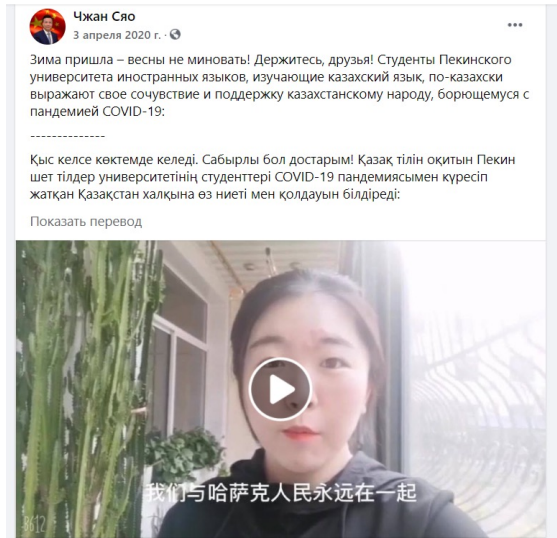 Чжан Сяо
3 апреля 2020 г. ·
Зима пришла – весны не миновать! Держитесь, друзья! Студенты Пекинского
университета иностранных языков, изучающие казахский язык, по-казахски
выражают свое сочувствие и поддержку казахстанскому народу, борющемуся с
пандемией COVID-19:
--------------
Қыс келсе көктемде келеді. Сабырлы бол достарым! Қазақ тілін оқитын Пекин
шет тілдер университетінің студенттері COVID-19 пандемиясымен күресіп
жатқан Қазақстан халқына өз ниеті мен қолдауын білдіреді:
Показать перевод
我们与哈萨克人民永远在一起
8612